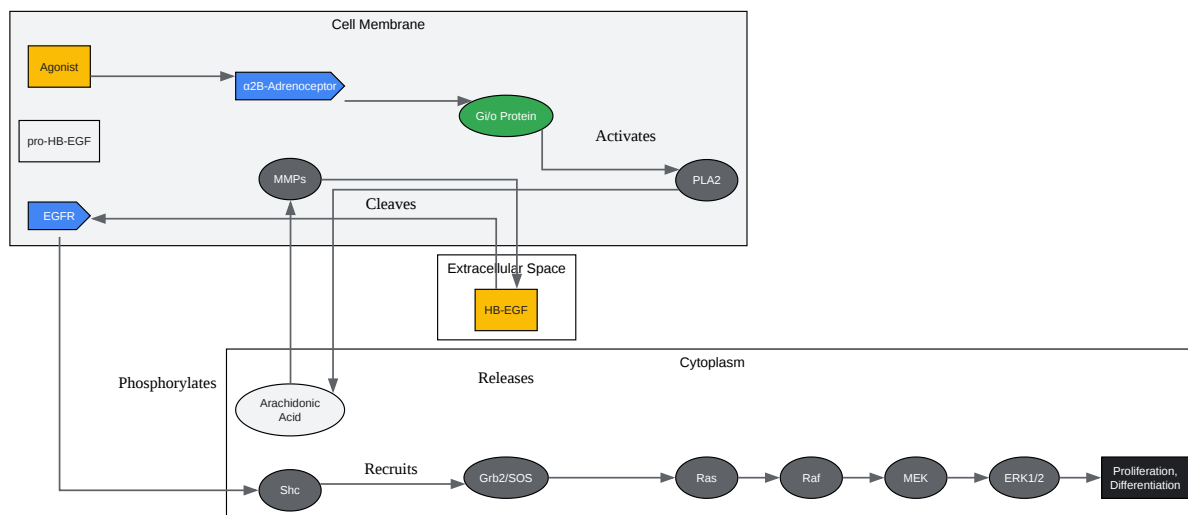 Cell Membrane
Agonist
α2B-Adrenoceptor
Gi/o Protein
Activates
pro-HB-EGF
MMPs
PLA2
Cleaves
EGFR
Extracellular Space
HB-EGF
Cytoplasm
Phosphorylates
Releases
Arachidonic
Acid
Recruits
Shc
Grb2/SOS
Ras
Raf
MEK
ERK1/2
Proliferation,
Differentiation